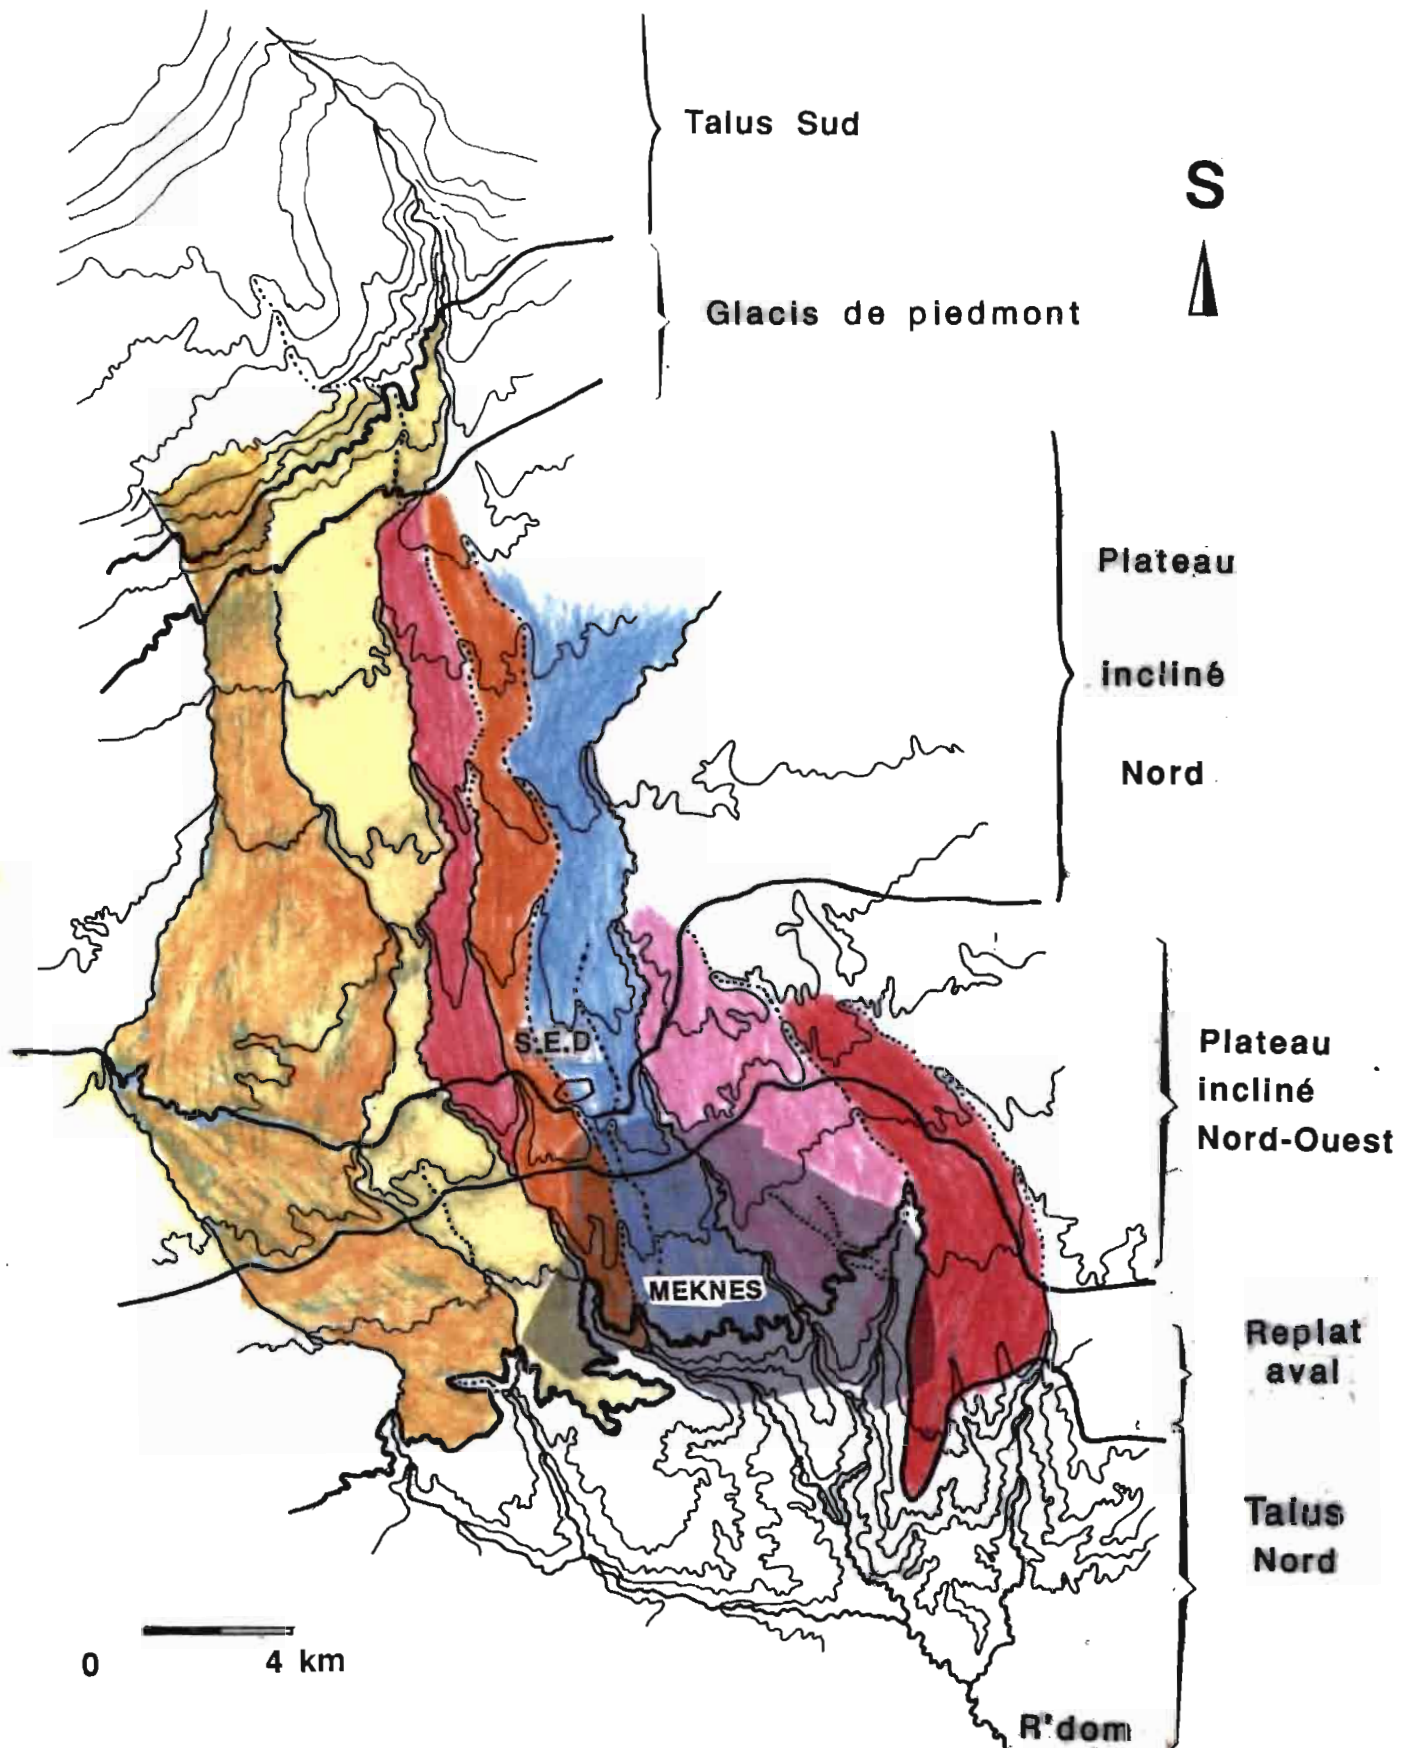 Talus Sud
S
Glacis de piedmont
Plateau
incliné
Nord
S.E.D
Plateau
incliné
Nord-Ouest
MEKNES
Replat
aval
Talus
Nord
0
4 km
R'dom